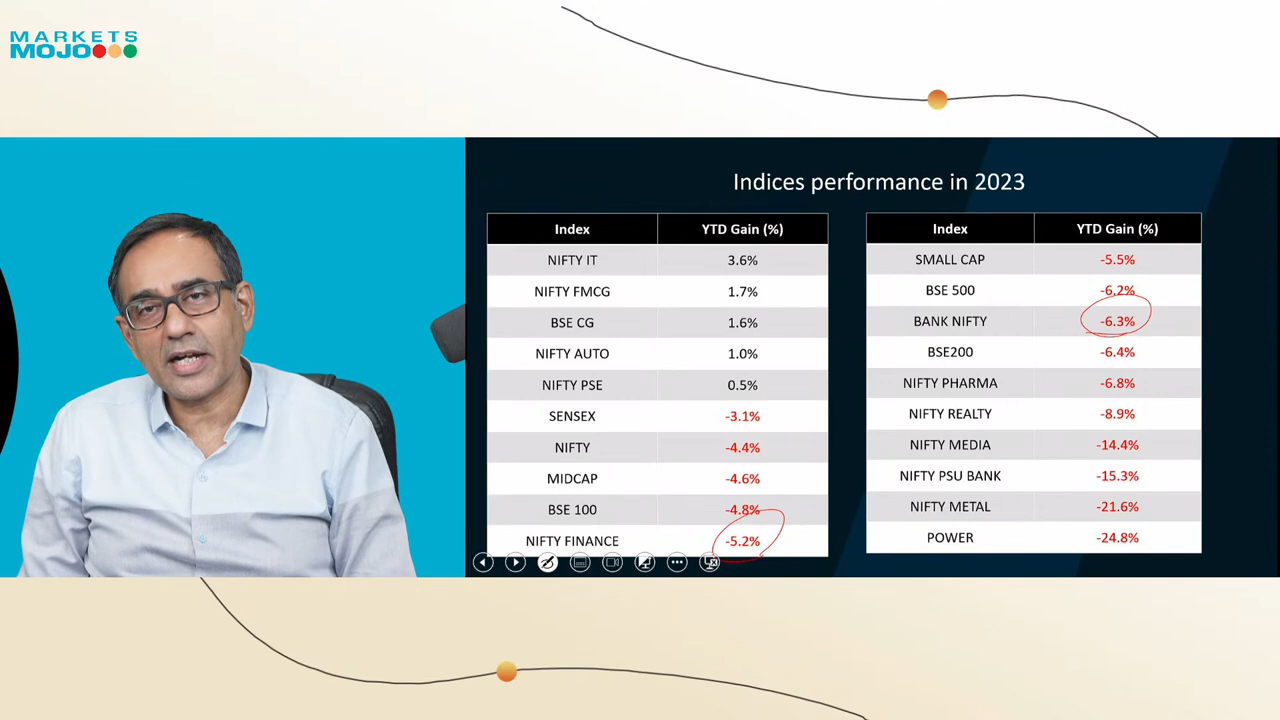 MARKETS
MOJO
Indices performance in 2023
Index YTD Gain (%)
NIFTY IT 3.6%
NIFTY FMCG 1.7%
BSE CG 1.6%
NIFTY AUTO 1.0%
NIFTY PSE 0.5%
SENSEX -3.1%
NIFTY -4.4%
MIDCAP -4.6%
BSE 100 -4.8%
NIFTY FINANCE -5.2%
Index YTD Gain (%)
SMALL CAP -5.5%
BSE 500 -6.2%
BANK NIFTY -6.3%
BSE200 -6.4%
NIFTY PHARMA -6.8%
NIFTY REALTY -8.9%
NIFTY MEDIA -14.4%
NIFTY PSU BANK -15.3%
NIFTY METAL -21.6%
POWER -24.8%